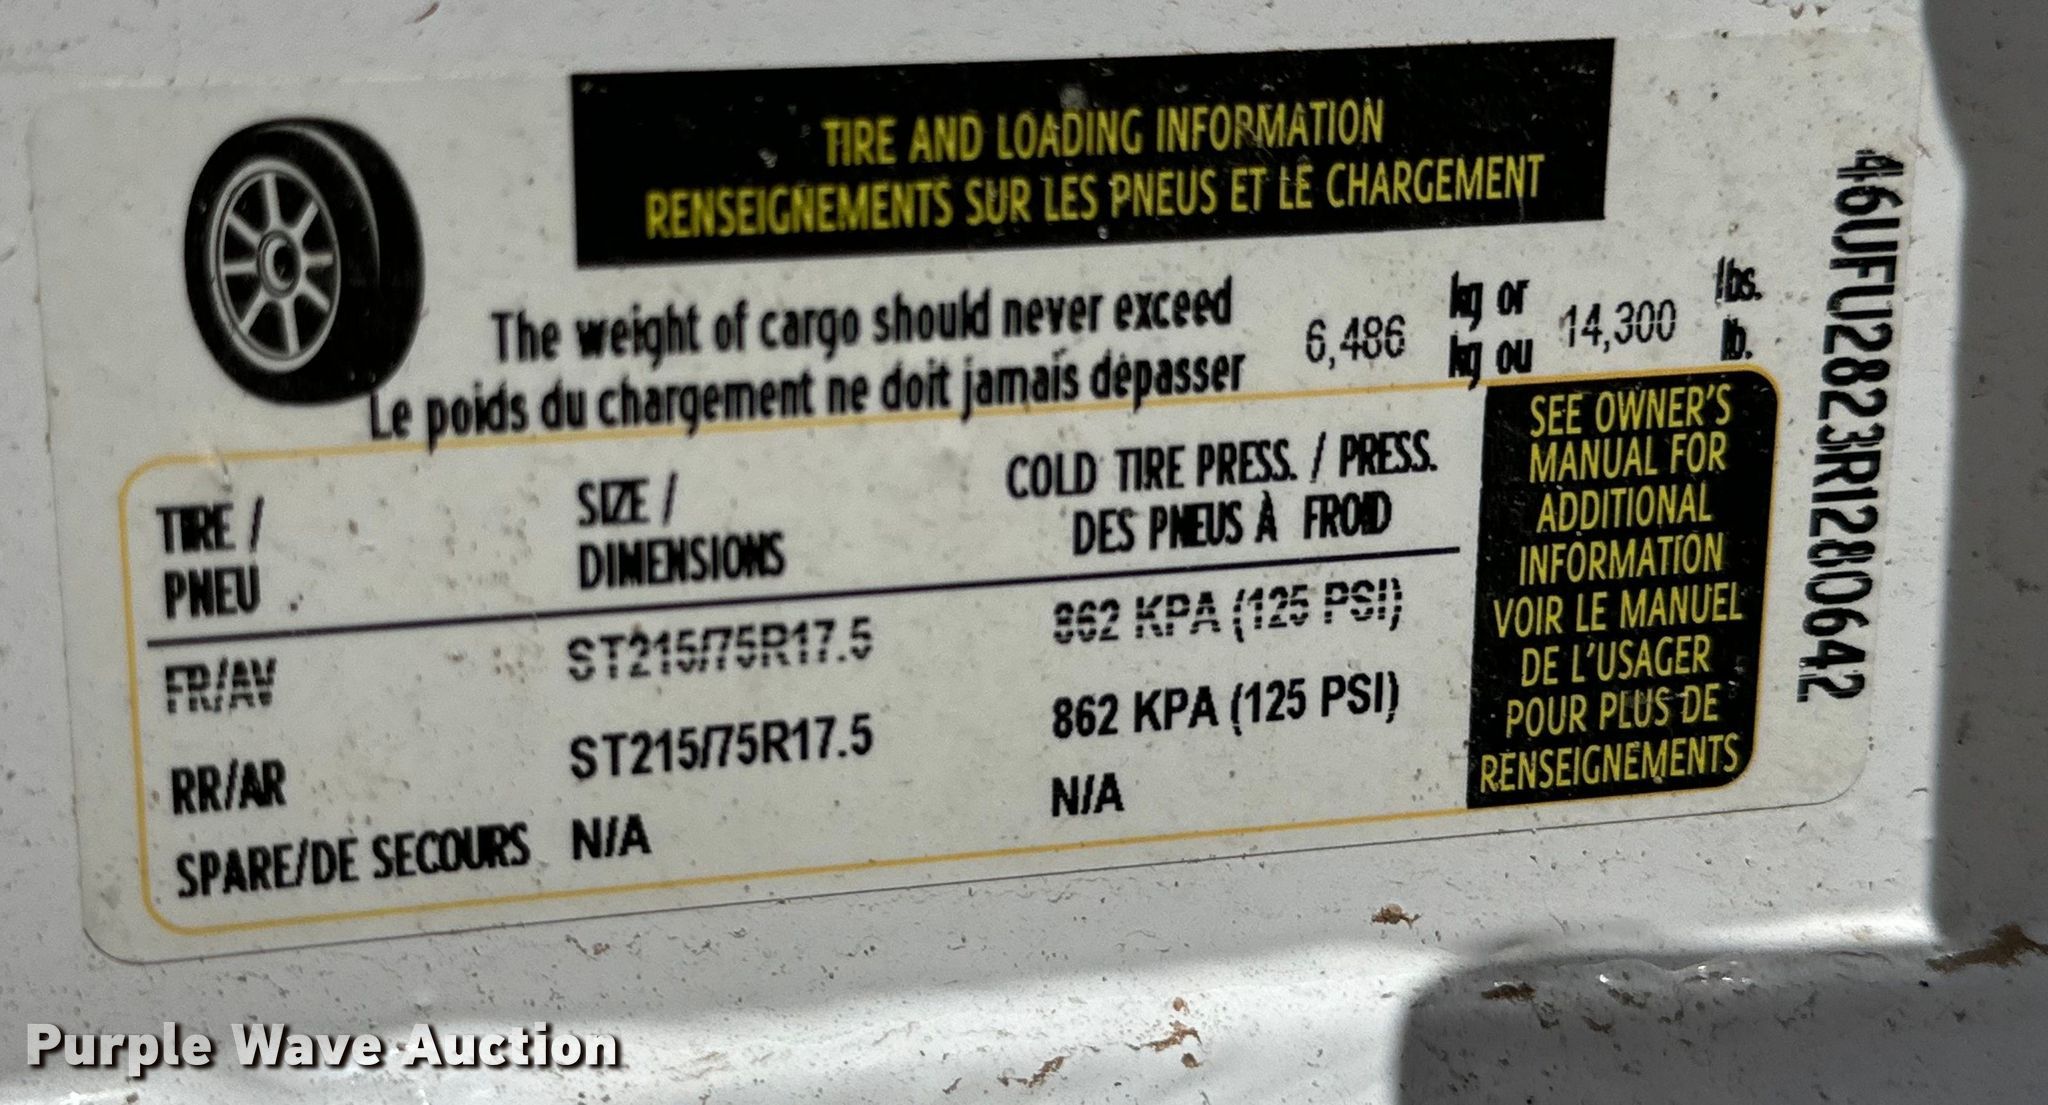 TIRE AND LOADING INFORMATION
RENSEIGNEMENTS SUR LES PNEUS ET LE CHARGEMENT
The weight of cargo should never exceed
Le poids du chargement ne doit jamais dépasser
6,486
kg or
kg ou
14,300
lbs.
lb.
TIRE /
PNEU
SIZE /
DIMENSIONS
COLD TIRE PRESS. / PRESS.
DES PNEUS À FROID
FR/AV ST215/75R17.5 862 KPA (125 PSI)
RR/AR ST215/75R17.5 862 KPA (125 PSI)
SPARE/DE SECOURS N/A N/A
SEE OWNER'S
MANUAL FOR
ADDITIONAL
INFORMATION
VOIR LE MANUEL
DE L'USAGER
POUR PLUS DE
RENSEIGNEMENTS
46UFU2823R1280642
Purple Wave Auction